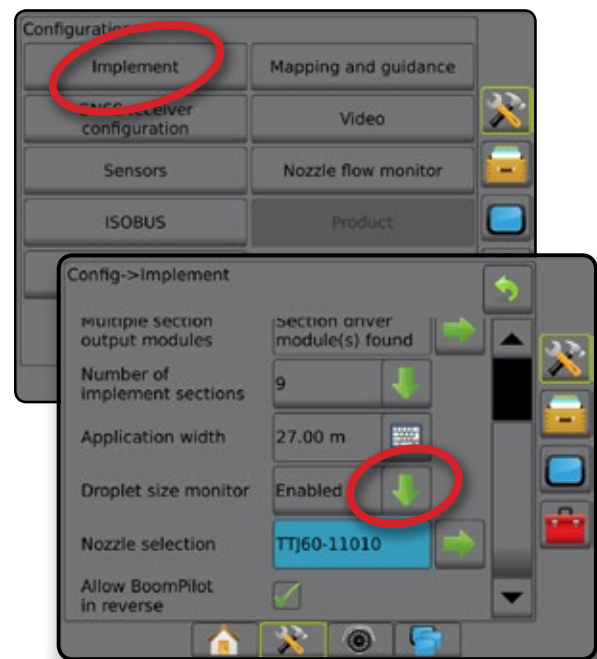 Configuration
Implement
Mapping and guidance
receiver
configuration
Video
Sensors
Nozzle flow monitor
ISOBUS
Product
Config->Implement
Multiple section
output modules
Section driver
module(s) found
Number of
implement sections
9
Application width
27.00 m
Droplet size monitor
Enabled
Nozzle selection
TTJ60-11010
Allow BoomPilot
in reverse